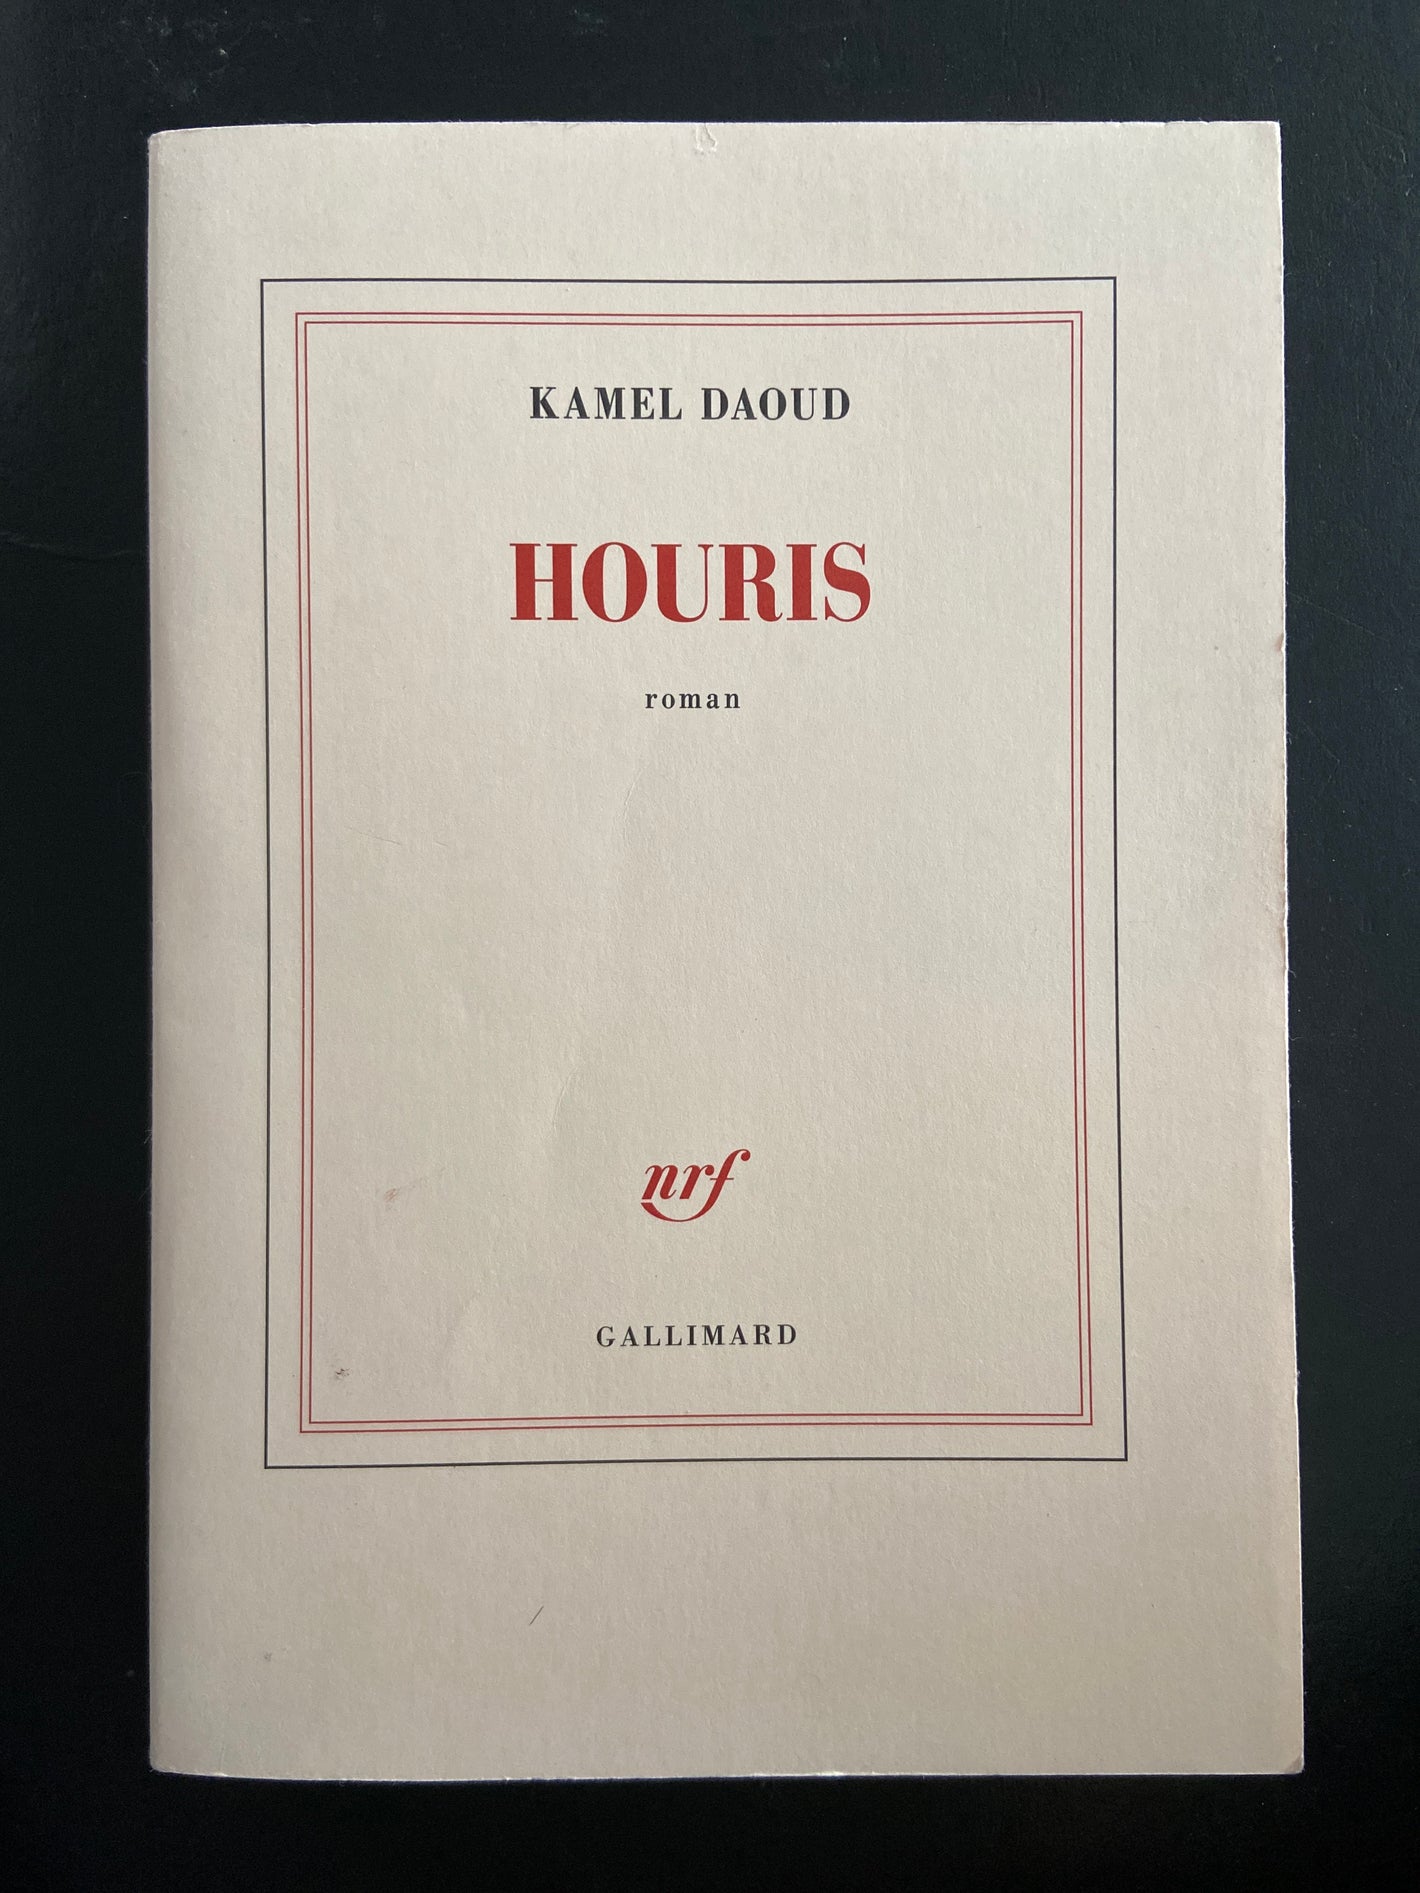 KAMEL DAOUD
HOURIS
roman
nrf
GALLIMARD